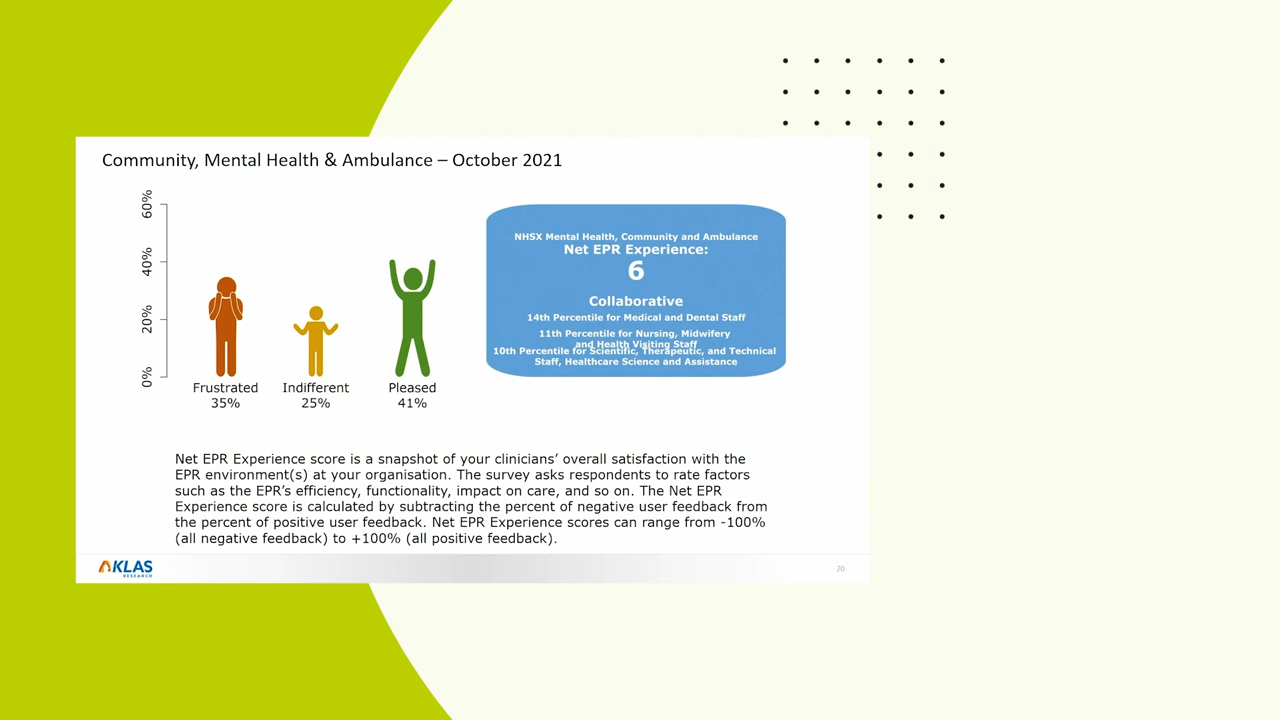 Community, Mental Health & Ambulance – October 2021
60%
40%
20%
0%
Frustrated
35%
Indifferent
25%
Pleased
41%
NHSX Mental Health, Community and Ambulance
Net EPR Experience:
6
Collaborative
14th Percentile for Medical and Dental Staff
11th Percentile for Nursing, Midwifery
and Health Visiting Staff
10th Percentile for Scientific, Therapeutic, and Technical
Staff, Healthcare Science and Assistance
Net EPR Experience score is a snapshot of your clinicians’ overall satisfaction with the
EPR environment(s) at your organisation. The survey asks respondents to rate factors
such as the EPR’s efficiency, functionality, impact on care, and so on. The Net EPR
Experience score is calculated by subtracting the percent of negative user feedback from
the percent of positive user feedback. Net EPR Experience scores can range from -100%
(all negative feedback) to +100% (all positive feedback).
KLAS
RESEARCH
20